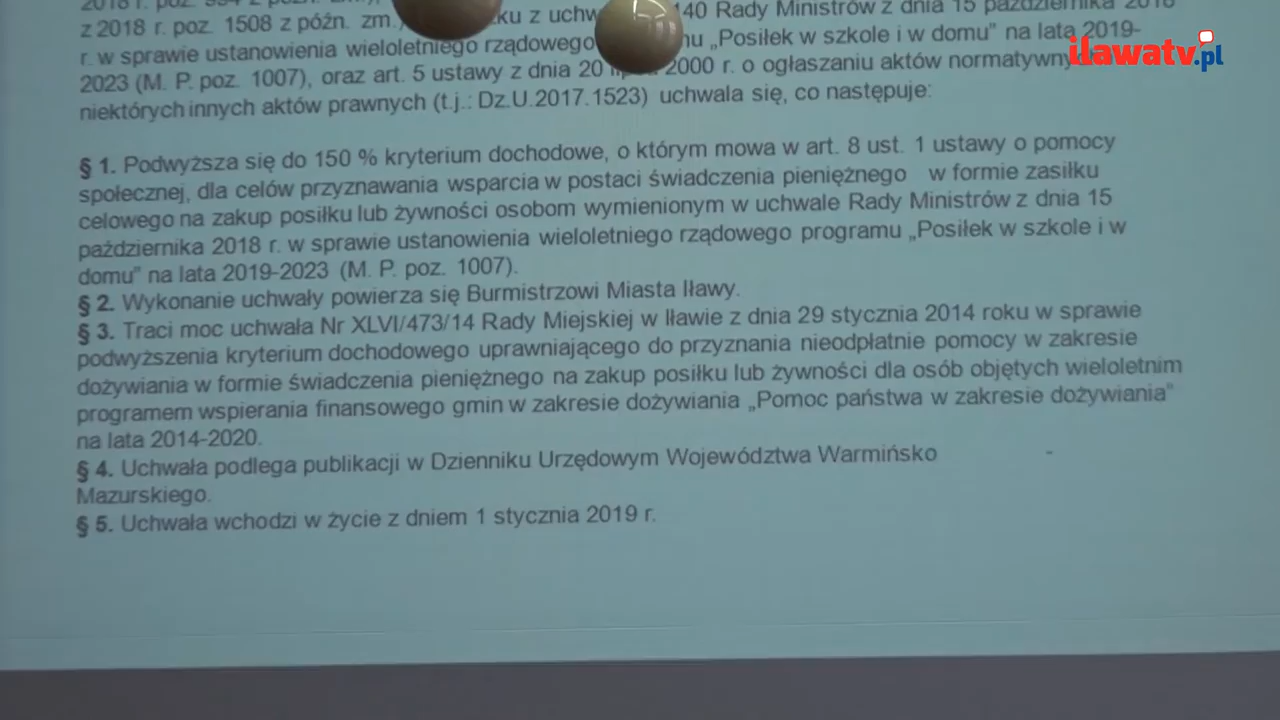 z 2018 r. poz. 1508 z późn. zm.) z uchw 140 Rady Ministrów z dnia 15 października 2018
r. w sprawie ustanowienia wieloletniego rządowego „Posiłek w szkole i w domu” na lata 2019-
2023 (M. P. poz. 1007), oraz art. 5 ustawy z dnia 20 2000 r. o ogłaszaniu aktów
niektórych innych aktów prawnych (t.j.: Dz.U.2017.1523) uchwala się, co następuje:
§ 1. Podwyższa się do 150 % kryterium dochodowe, o którym mowa w art. 8 ust. 1 ustawy o pomocy
społecznej, dla celów przyznawania wsparcia w postaci świadczenia pieniężnego w formie zasiłku
celowego na zakup posiłku lub żywności osobom wymienionym w uchwale Rady Ministrów z dnia 15
października 2018 r. w sprawie ustanowienia wieloletniego rządowego programu „Posiłek w szkole i w
domu” na lata 2019-2023 (M. P. poz. 1007).
§ 2. Wykonanie uchwały powierza się Burmistrzowi Miasta Iławy.
§ 3. Traci moc uchwała Nr XLVI/473/14 Rady Miejskiej w Iławie z dnia 29 stycznia 2014 roku w sprawie
podwyższenia kryterium dochodowego uprawniającego do przyznania nieodpłatnie pomocy w zakresie
dożywiania w formie świadczenia pieniężnego na zakup posiłku lub żywności dla osób objętych wieloletnim
programem wspierania finansowego gmin w zakresie dożywiania „Pomoc państwa w zakresie dożywiania”
na lata 2014-2020.
§ 4. Uchwała podlega publikacji w Dzienniku Urzędowym Województwa Warmińsko -
Mazurskiego.
§ 5. Uchwała wchodzi w życie z dniem 1 stycznia 2019 r.
ilawatv.pl